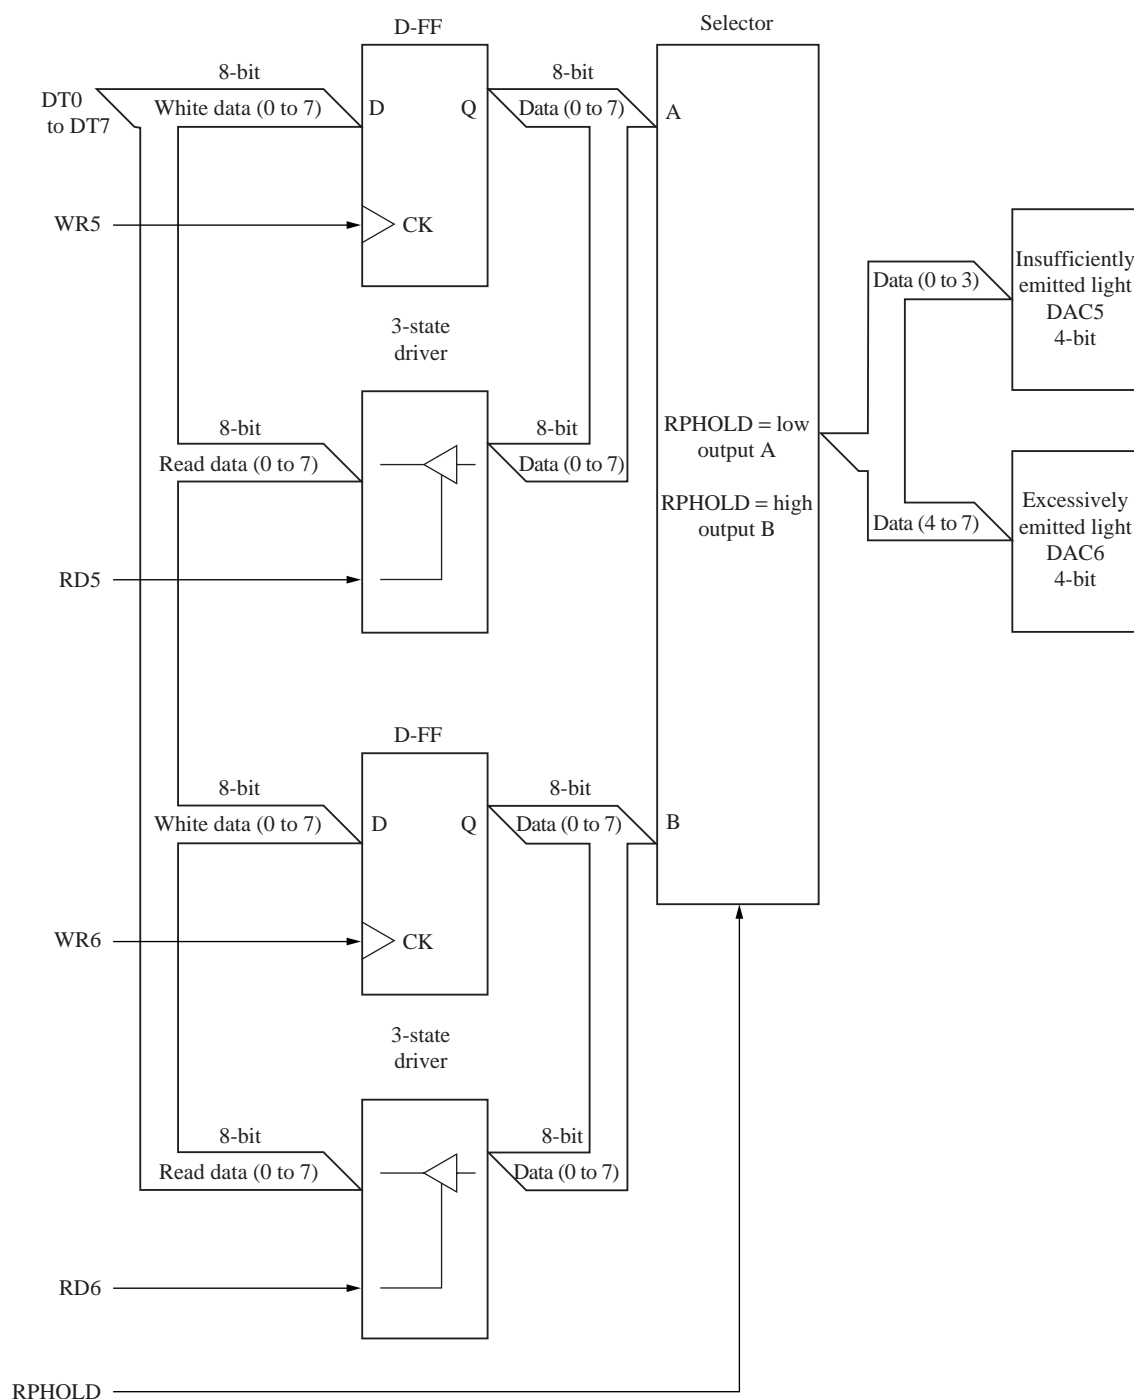 D-FF
Selector
8-bit
8-bit
DT0
to DT7
White data (0 to 7)
D
Q
Data (0 to 7)
A
WR5
CK
Insufficiently
emitted light
DAC5
4-bit
Data (0 to 3)
3-state
driver
8-bit
8-bit
RPHOLD = low
output A
Read data (0 to 7)
Data (0 to 7)
RPHOLD = high
output B
Data (4 to 7)
Excessively
emitted light
DAC6
4-bit
RD5
D-FF
8-bit
8-bit
White data (0 to 7)
D
Q
Data (0 to 7)
B
WR6
CK
3-state
driver
8-bit
8-bit
Read data (0 to 7)
Data (0 to 7)
RD6
RPHOLD